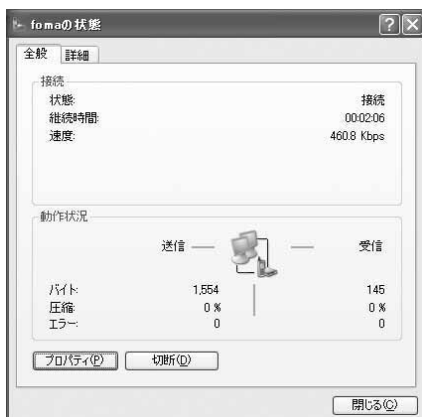 fomaの状態
全般 詳細
接続
状態: 接続
継続時間: 00:02:06
速度: 460.8 Kbps
動作状況
送信 受信
バイト: 1,554 145
圧縮: 0 % 0 %
エラー: 0 0
プロパティ(P) 切断(D)
閉じる(C)